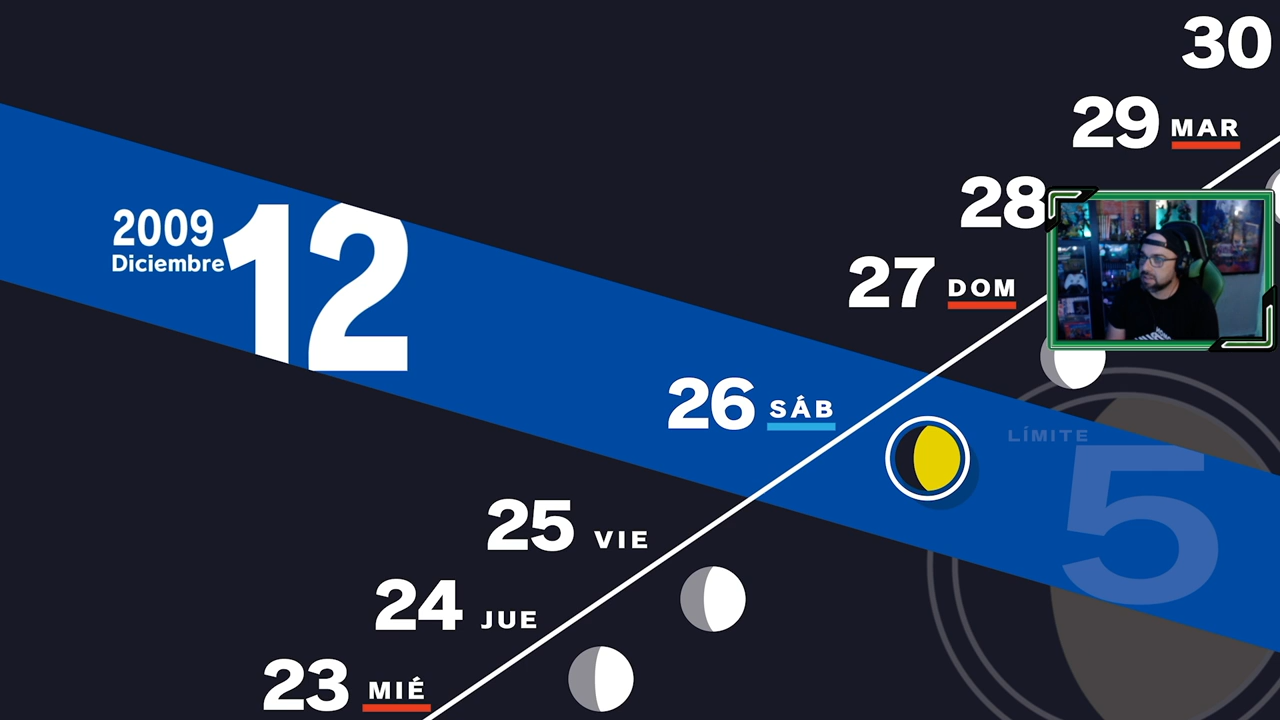 30
29 MAR
28
27 DOM
2009
Diciembre
12
26 SÁB
LÍMITE
5
25 VIE
24 JUE
23 MIÉ